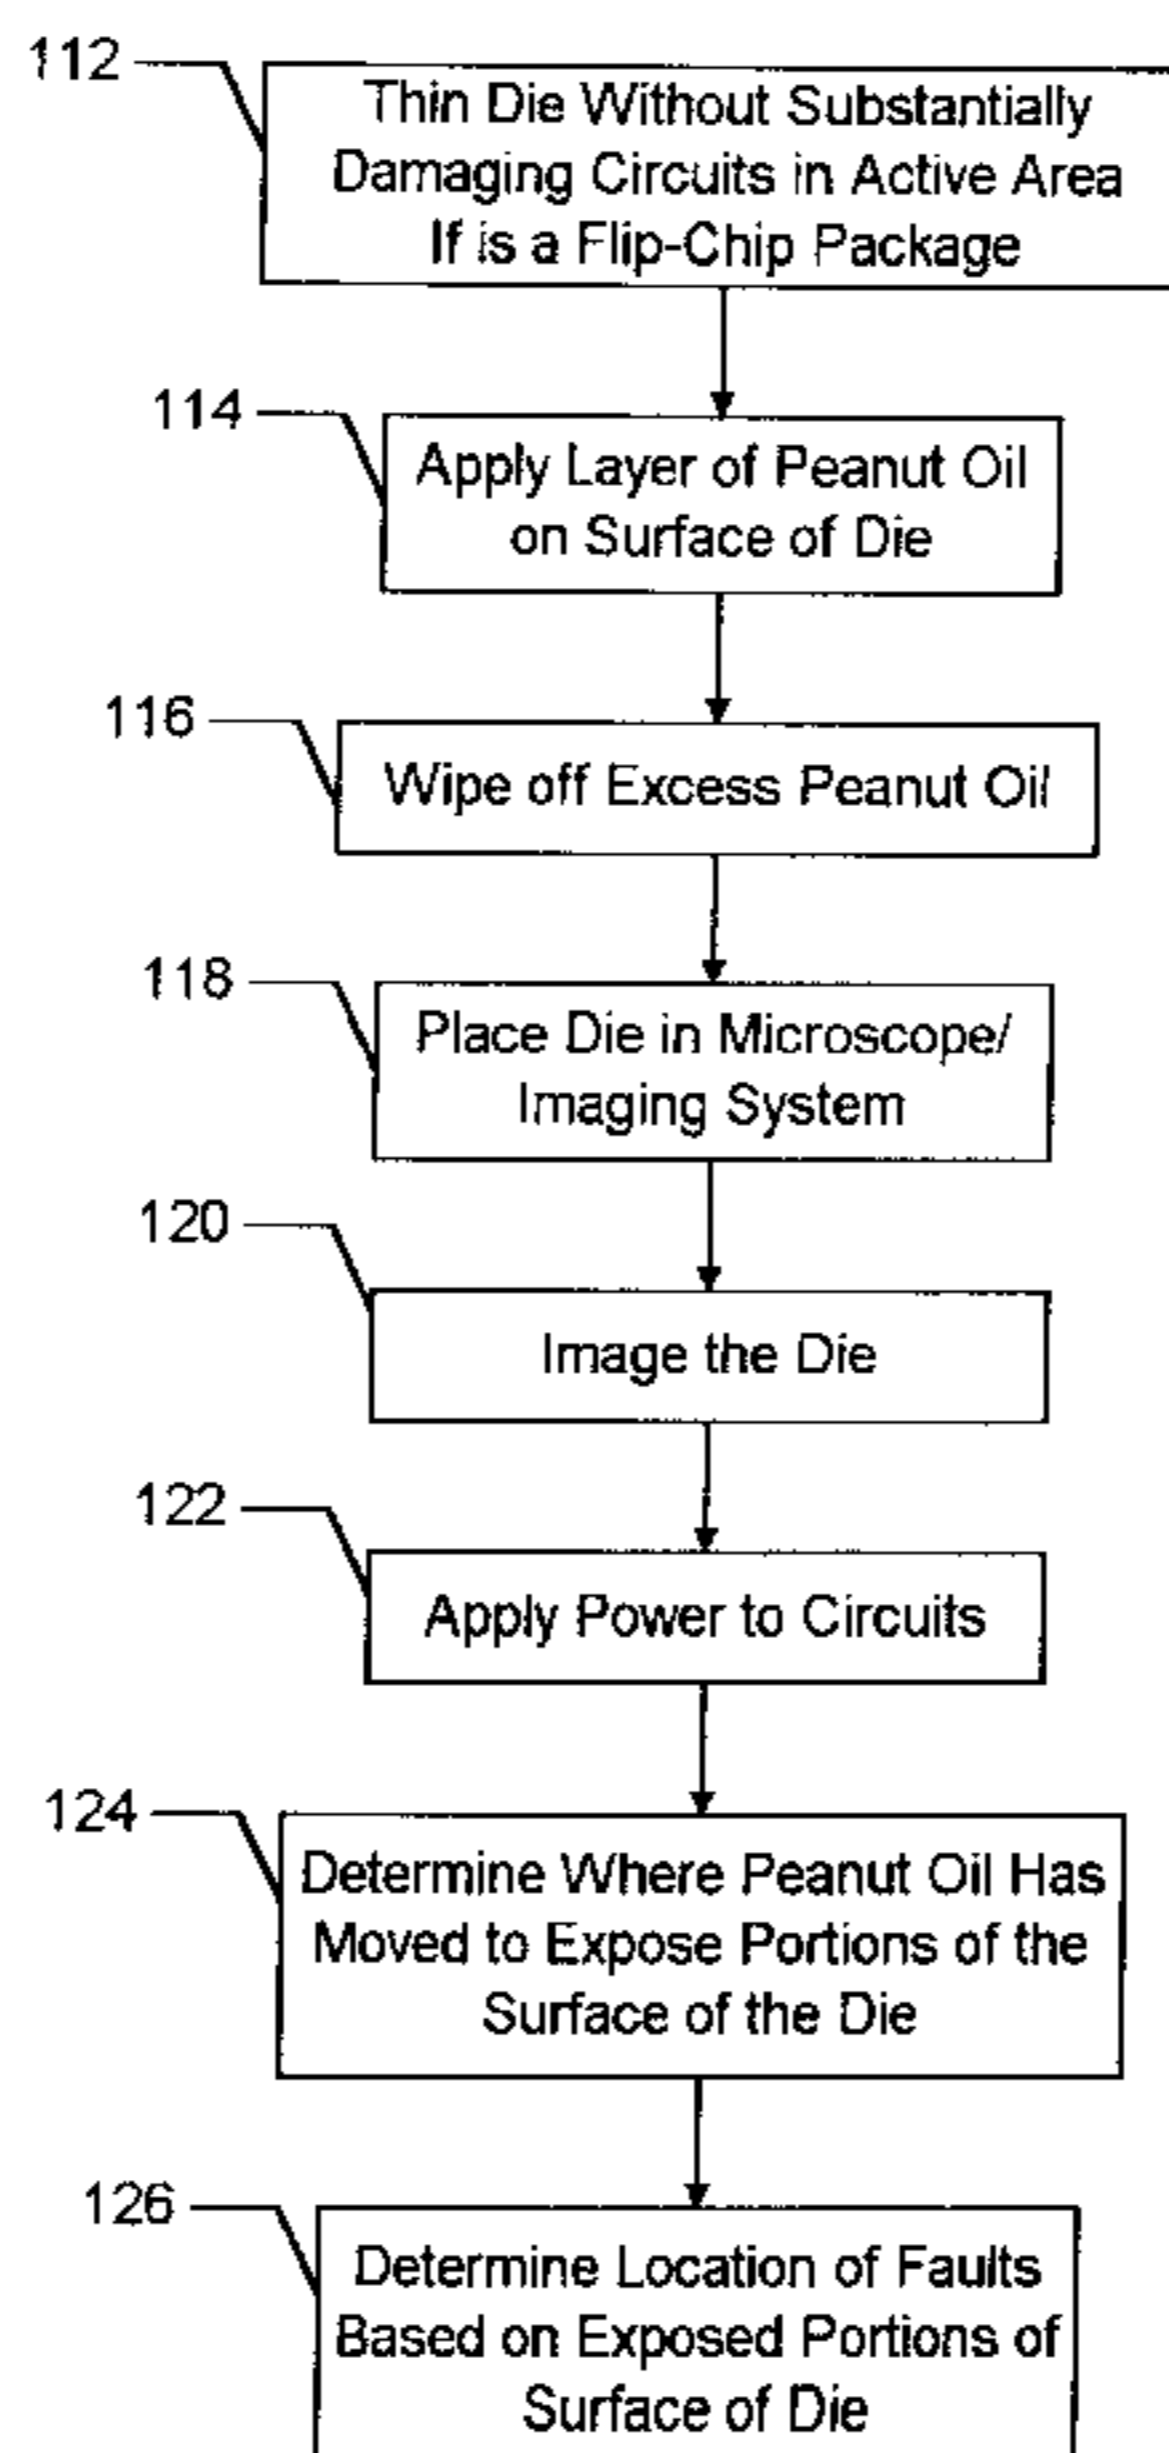 112
Thin Die Without Substantially
Damaging Circuits in Active Area
If is a Flip-Chip Package
114
Apply Layer of Peanut Oil
on Surface of Die
116
Wipe off Excess Peanut Oil
118
Place Die in Microscope/
Imaging System
120
Image the Die
122
Apply Power to Circuits
124
Determine Where Peanut Oil Has
Moved to Expose Portions of the
Surface of the Die
126
Determine Location of Faults
Based on Exposed Portions of
Surface of Die